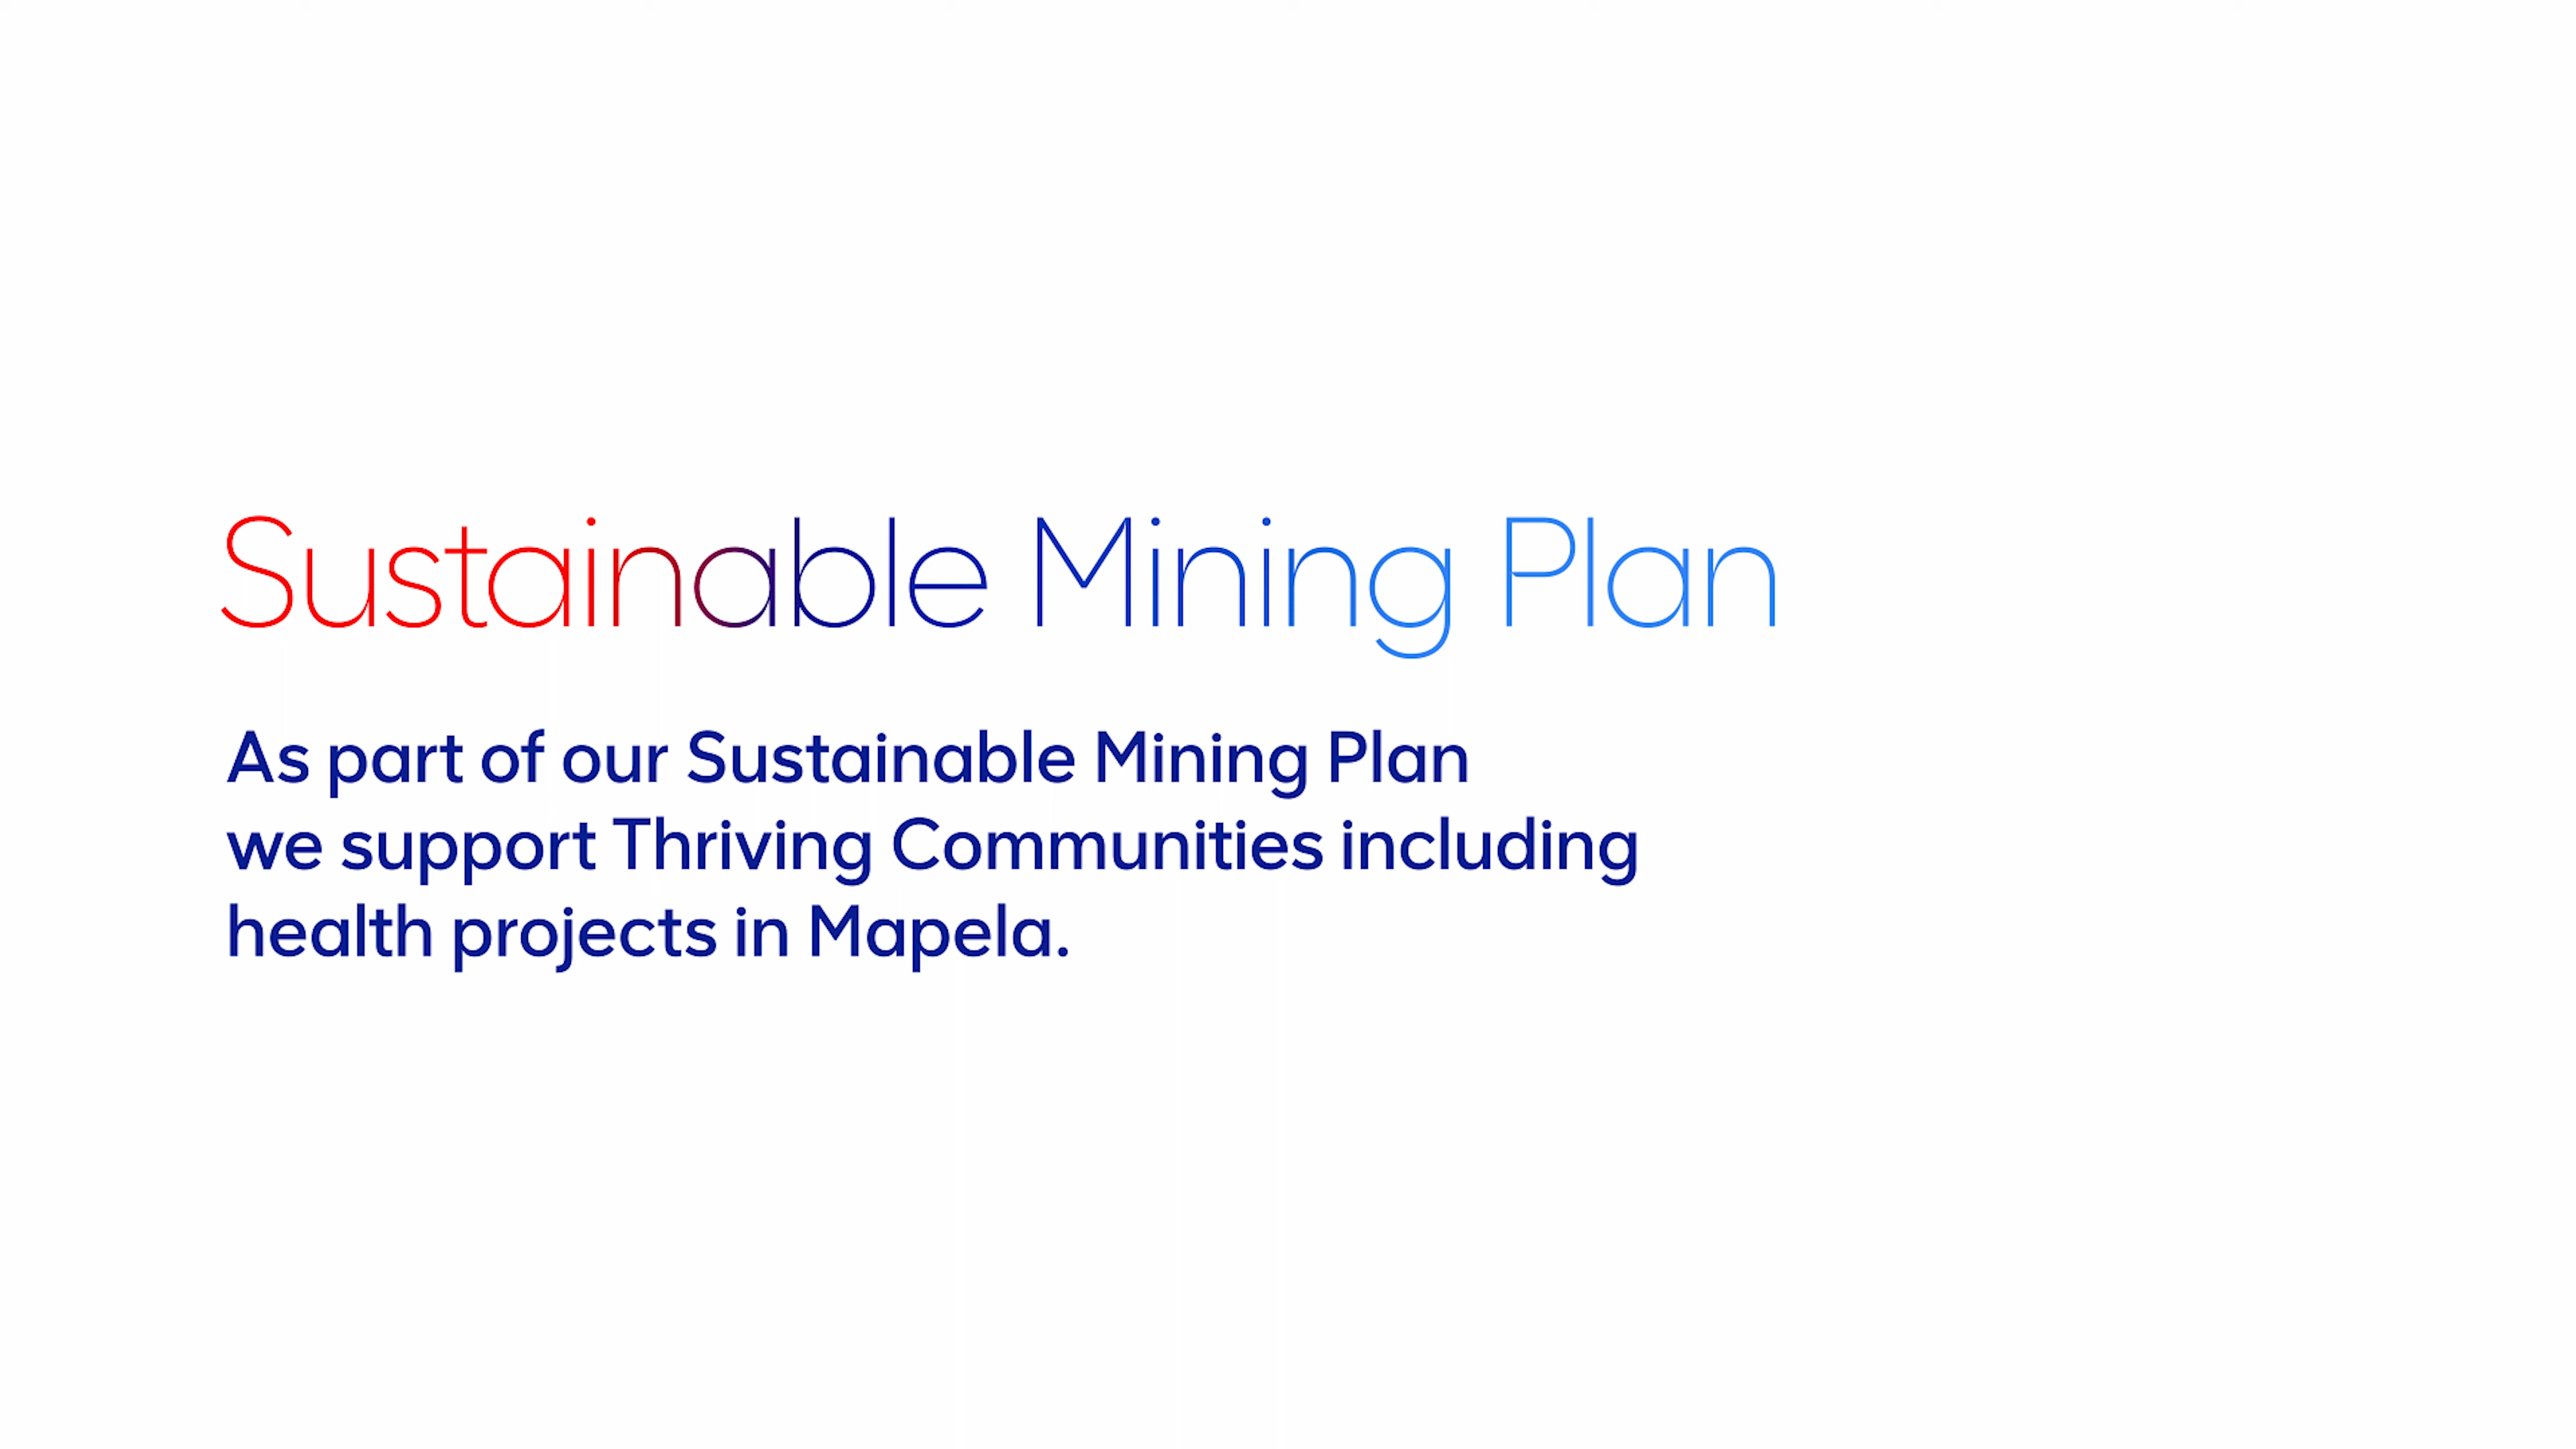 Sustainable Mining Plan
As part of our Sustainable Mining Plan
we support Thriving Communities including
health projects in Mapela.